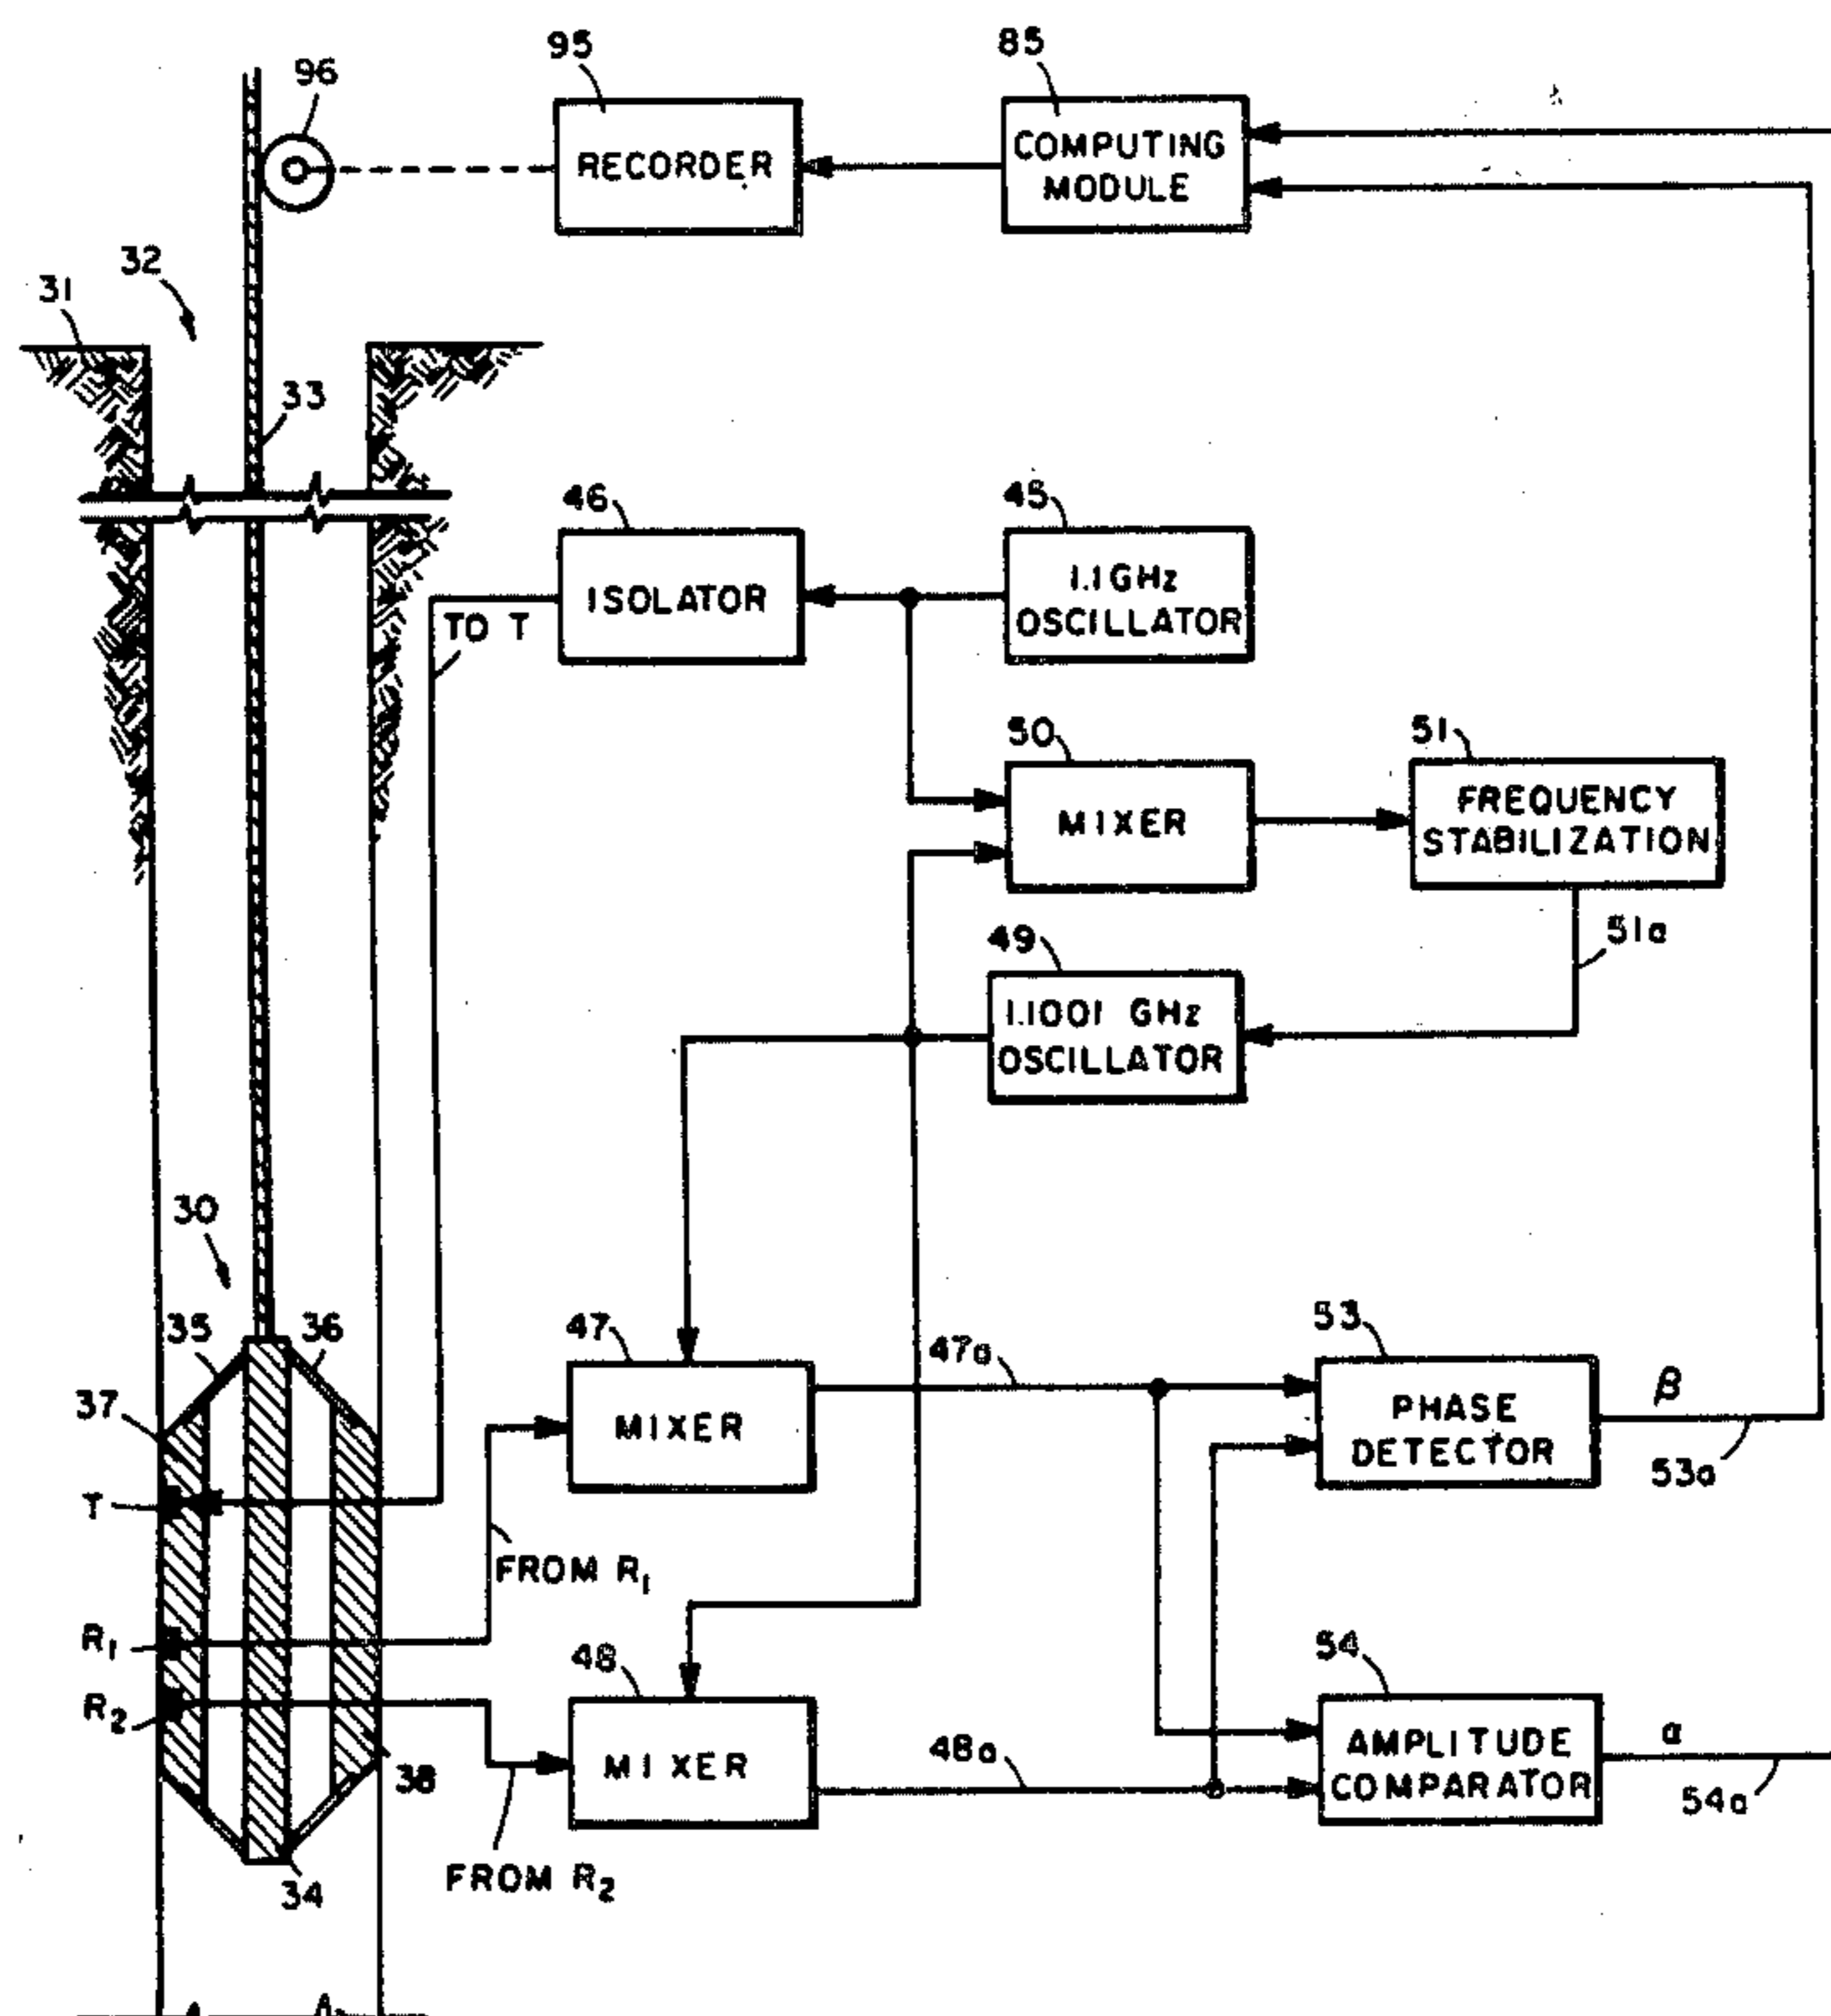 96
95
85
RECORDER
COMPUTING
MODULE
32
31
33
46
45
ISOLATOR
1.1GHz
OSCILLATOR
TO T
50
51
MIXER
FREQUENCY
STABILIZATION
51a
49
1.1001 GHz
OSCILLATOR
30
35
36
47
47a
53
37
MIXER
PHASE
DETECTOR
β
53a
T
FROM R1
R1
48
54
R2
MIXER
48a
AMPLITUDE
COMPARATOR
α
54a
38
34
FROM R2